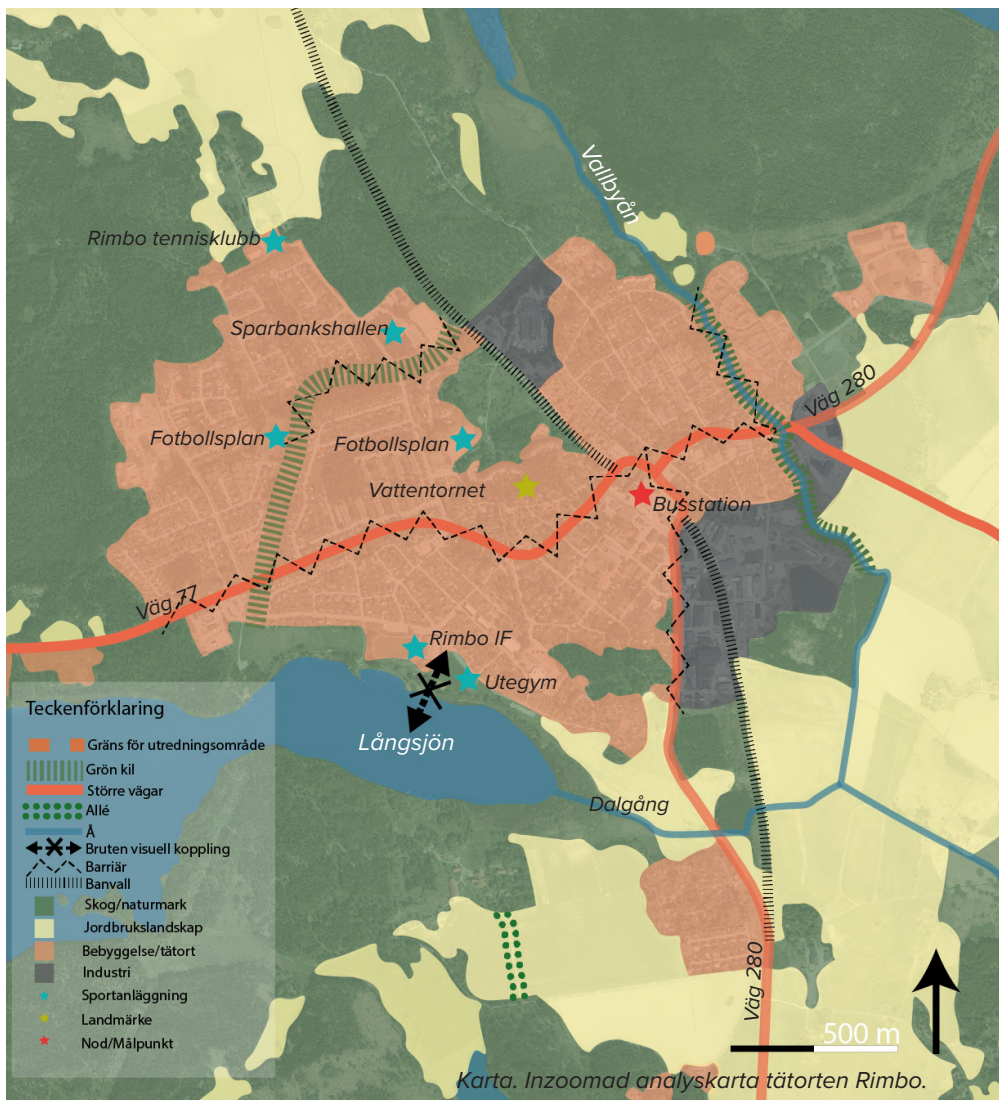 Vallbyån
Rimbo tennisklubb
Sparbankshallen
Väg 280
Fotbollsplan
Fotbollsplan
Vattentornet
Busstation
Väg 77
Rimbo IF
Utegym
Långsjön
Dalgång
Väg 280
Teckenförklaring
Gräns för utredningsområde
Grön kil
Större vägar
Allé
Å
Bruten visuell koppling
Barriär
Banvall
Skog/naturmark
Jordbrukslandskap
Bebyggelse/tätort
Industri
Sportanläggning
Landmärke
Nod/Målpunkt
500 m
Karta. Inzoomad analyskarta tätorten Rimbo.